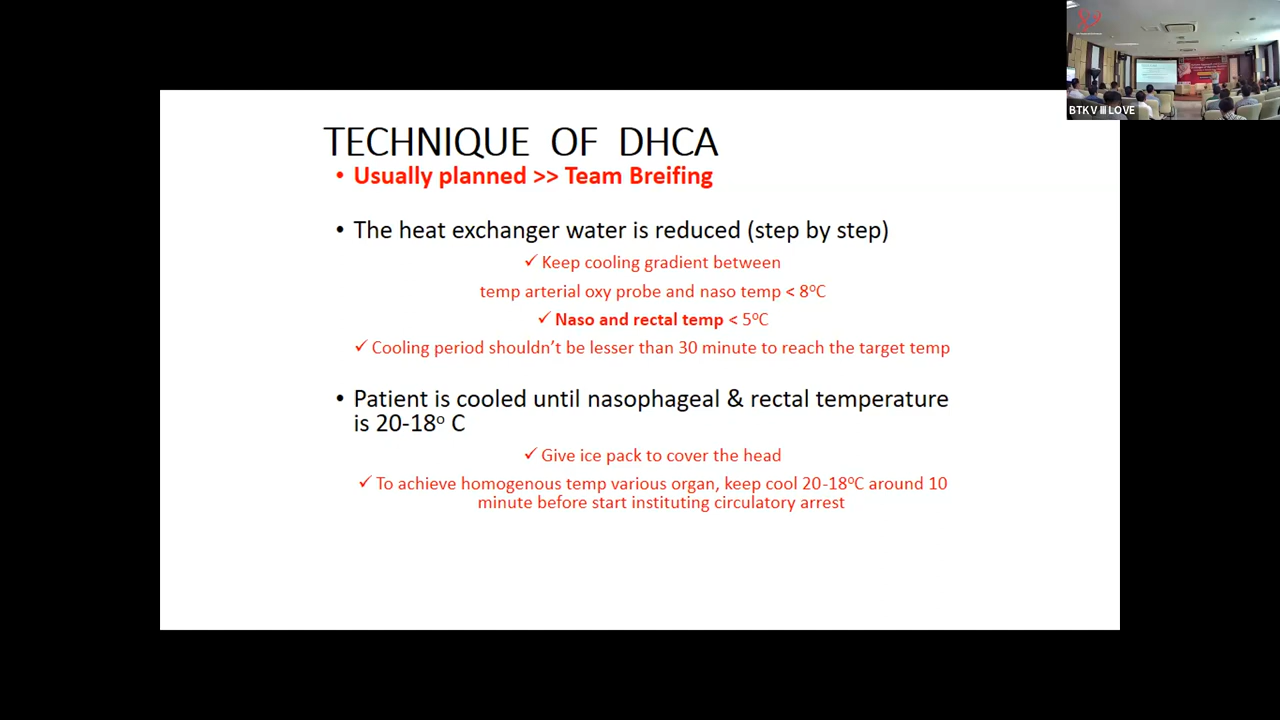 TECHNIQUE OF DHCA
• Usually planned >> Team Breifing
• The heat exchanger water is reduced (step by step)
✓ Keep cooling gradient between
temp arterial oxy probe and naso temp < 8ºC
✓ Naso and rectal temp < 5ºC
✓ Cooling period shouldn't be lesser than 30 minute to reach the target temp
• Patient is cooled until nasophageal & rectal temperature
is 20-18º C
✓ Give ice pack to cover the head
✓ To achieve homogenous temp various organ, keep cool 20-18ºC around 10
minute before start instituting circulatory arrest
BTKV III LOVE